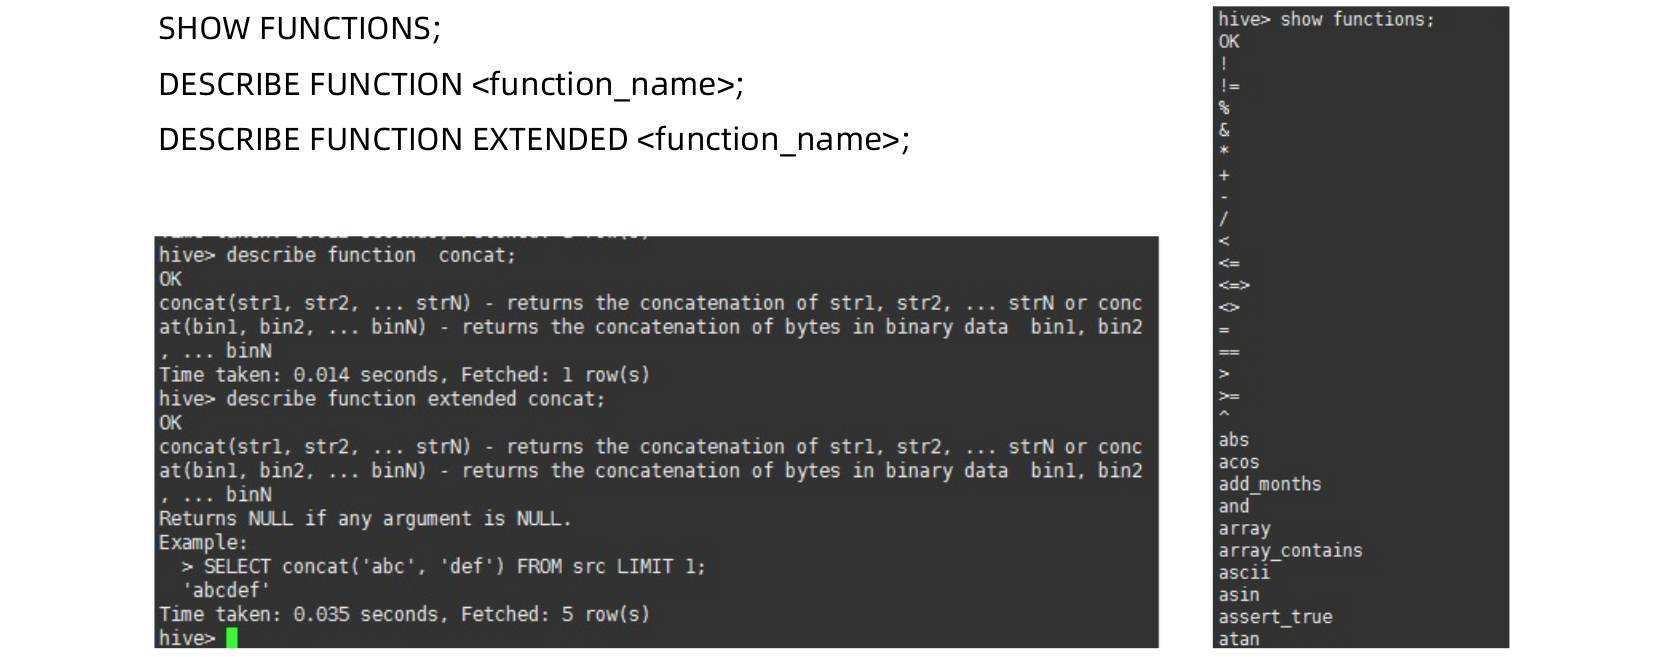 SHOW FUNCTIONS;
DESCRIBE FUNCTION <function_name>;
DESCRIBE FUNCTION EXTENDED <function_name>;
hive> describe function  concat;
OK
concat(str1, str2, ... strN) - returns the concatenation of str1, str2, ... strN or conc
at(bin1, bin2, ... binN) - returns the concatenation of bytes in binary data  bin1, bin2
, ... binN
Time taken: 0.014 seconds, Fetched: 1 row(s)
hive> describe function extended concat;
OK
concat(str1, str2, ... strN) - returns the concatenation of str1, str2, ... strN or conc
at(bin1, bin2, ... binN) - returns the concatenation of bytes in binary data  bin1, bin2
, ... binN
Returns NULL if any argument is NULL.
Example:
  > SELECT concat('abc', 'def') FROM src LIMIT 1;
  'abcdef'
Time taken: 0.035 seconds, Fetched: 5 row(s)
hive>
hive> show functions;
OK
!
!=
%
&
*
+
-
/
<
<=
<=>
<>
=
==
>
>=
^
abs
acos
add_months
and
array
array_contains
ascii
asin
assert_true
atan